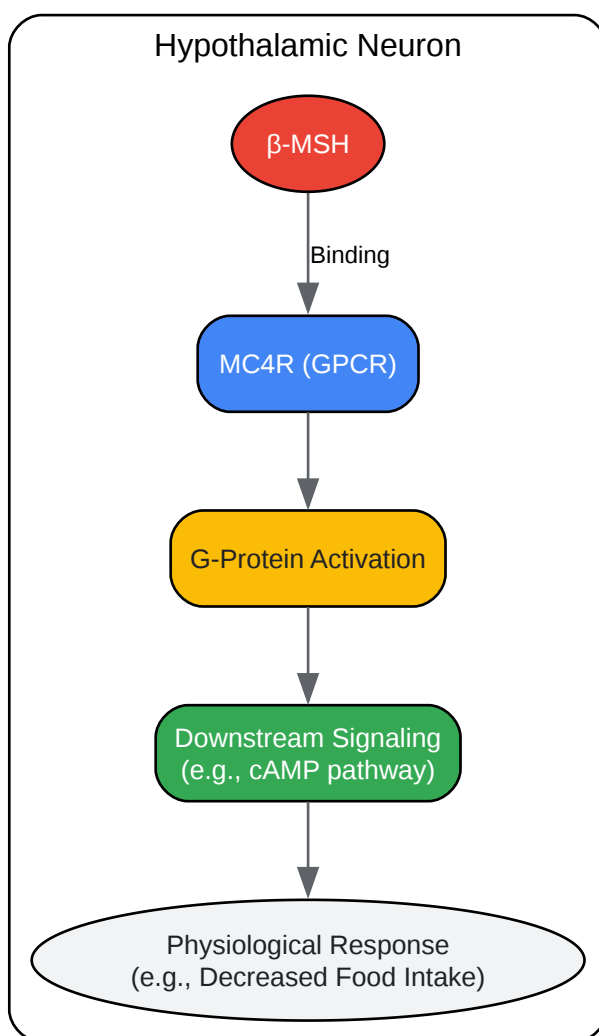 Hypothalamic Neuron
β-MSH
Binding
MC4R (GPCR)
G-Protein Activation
Downstream Signaling
(e.g., cAMP pathway)
Physiological Response
(e.g., Decreased Food Intake)